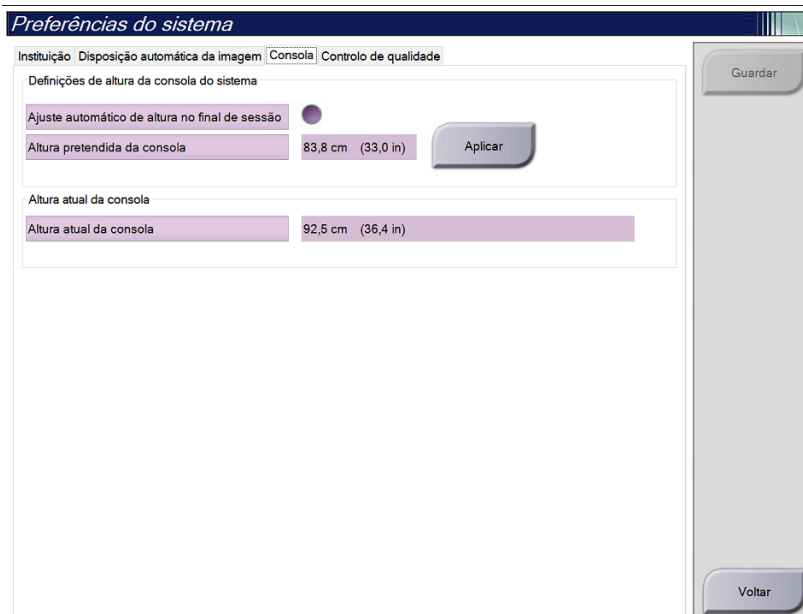 Preferências do sistema
Instituição Disposição automática da imagem Consola Controlo de qualidade
Guardar
Definições de altura da consola do sistema
Ajuste automático de altura no final de sessão
Altura pretendida da consola 83,8 cm (33,0 in) Aplicar
Altura atual da consola
Altura atual da consola 92,5 cm (36,4 in)
Voltar